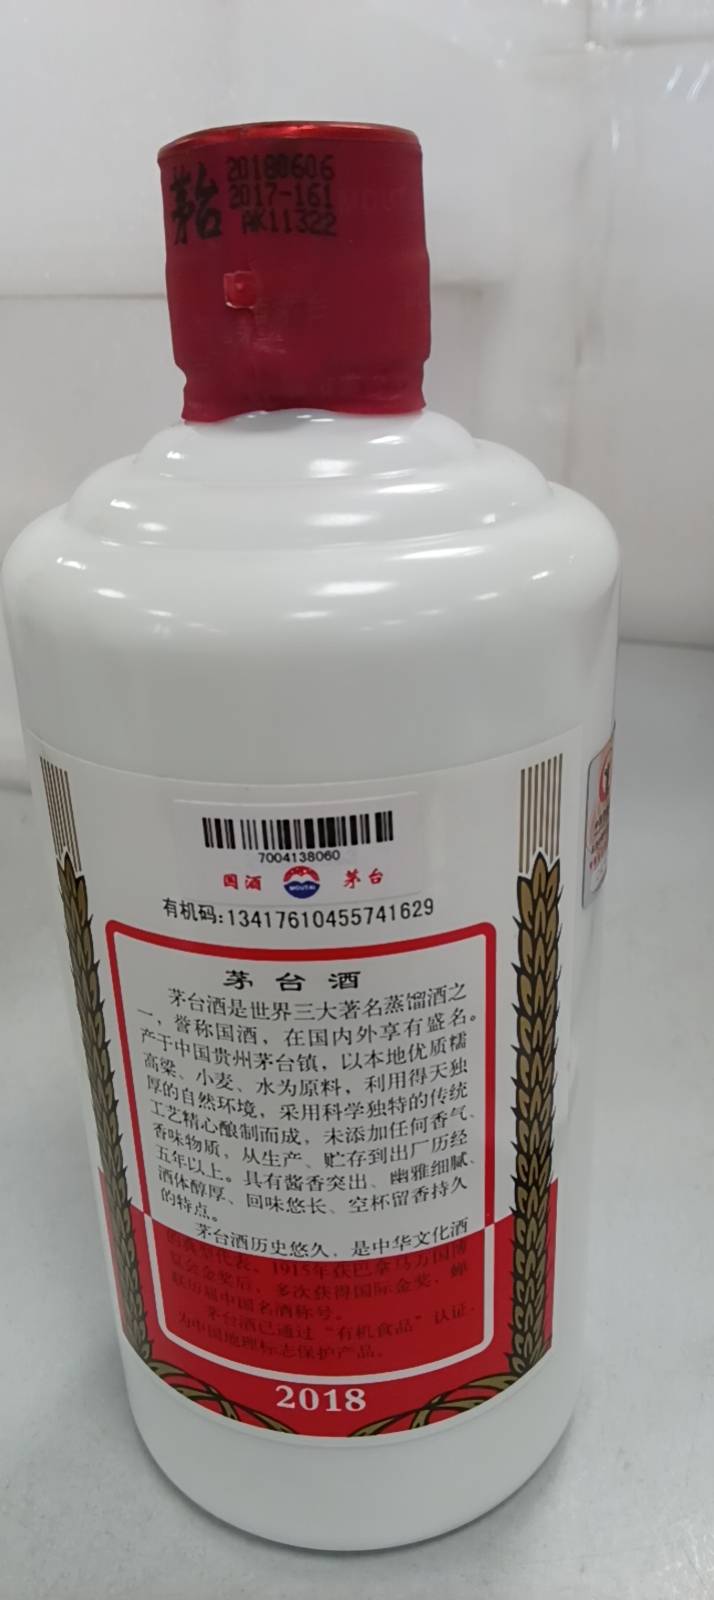 茅台
20180606
2017-161
AK11322
7004138060
国酒 MOUTAI 茅台
有机码:13417610455741629
茅台酒
茅台酒是世界三大著名蒸馏酒之
一，誉称国酒，在国内外享有盛名。
产于中国贵州茅台镇，以本地优质糯
高粱、小麦、水为原料，利用得天独
厚的自然环境，采用科学独特的传统
工艺精心酿制而成，未添加任何香气、
香味物质，从生产、贮存到出厂历经
五年以上。具有酱香突出、幽雅细腻、
酒体醇厚、回味悠长、空杯留香持久
的特点。
茅台酒历史悠久，是中华文化酒
的典型代表。1915年获巴拿马万国博
览会金奖后，多次获得国际金奖，蝉
联历届中国名酒称号。
茅台酒已通过“有机食品”认证，
为中国地理标志保护产品。
2018